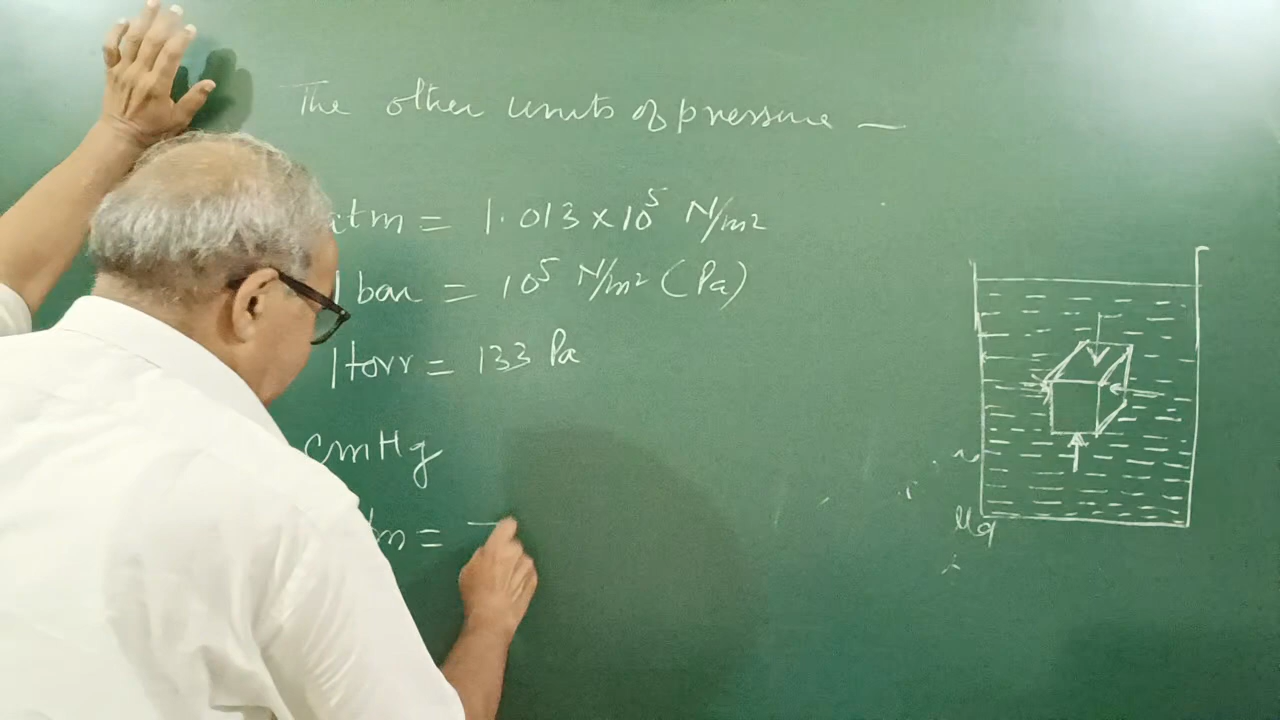 The other units of pressure —
atm = 1.013 × 10⁵ N/m²
1 bar = 10⁵ N/m² (Pa)
1 torr = 133 Pa
cmHg
=